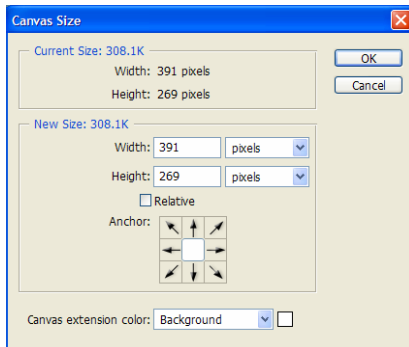 Canvas Size
Current Size: 308.1K
Width: 391 pixels
Height: 269 pixels
OK
Cancel
New Size: 308.1K
Width: 391 pixels
Height: 269 pixels
Relative
Anchor:
Canvas extension color: Background